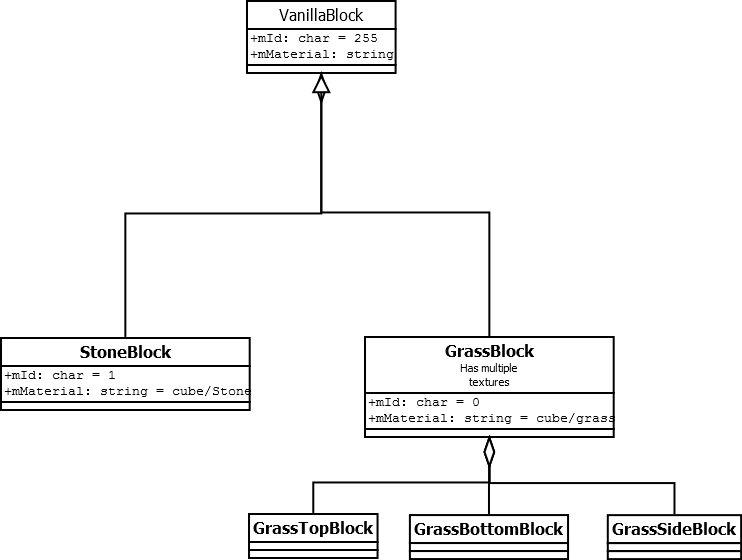 VanillaBlock
+mId: char = 255
+mMaterial: string
StoneBlock
+mId: char = 1
+mMaterial: string = cube/Stone
GrassBlock
Has multiple
textures
+mId: char = 0
+mMaterial: string = cube/grass
GrassTopBlock
GrassBottomBlock
GrassSideBlock